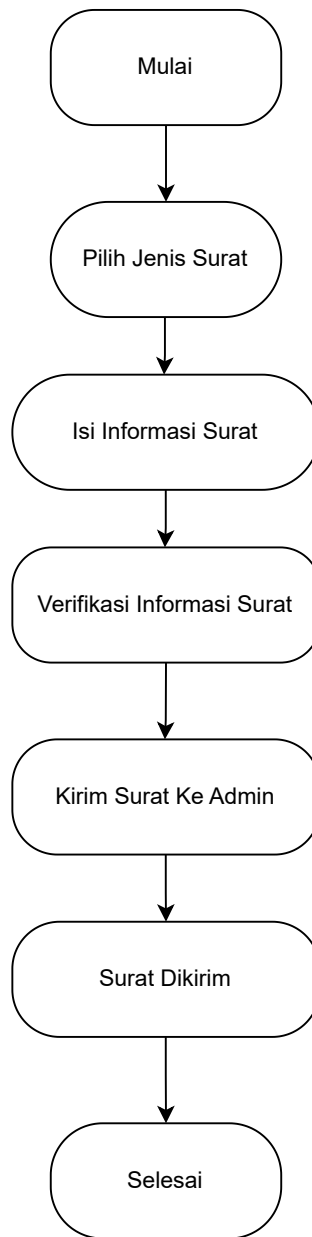 Mulai
Pilih Jenis Surat
Isi Informasi Surat
Verifikasi Informasi Surat
Kirim Surat Ke Admin
Surat Dikirim
Selesai